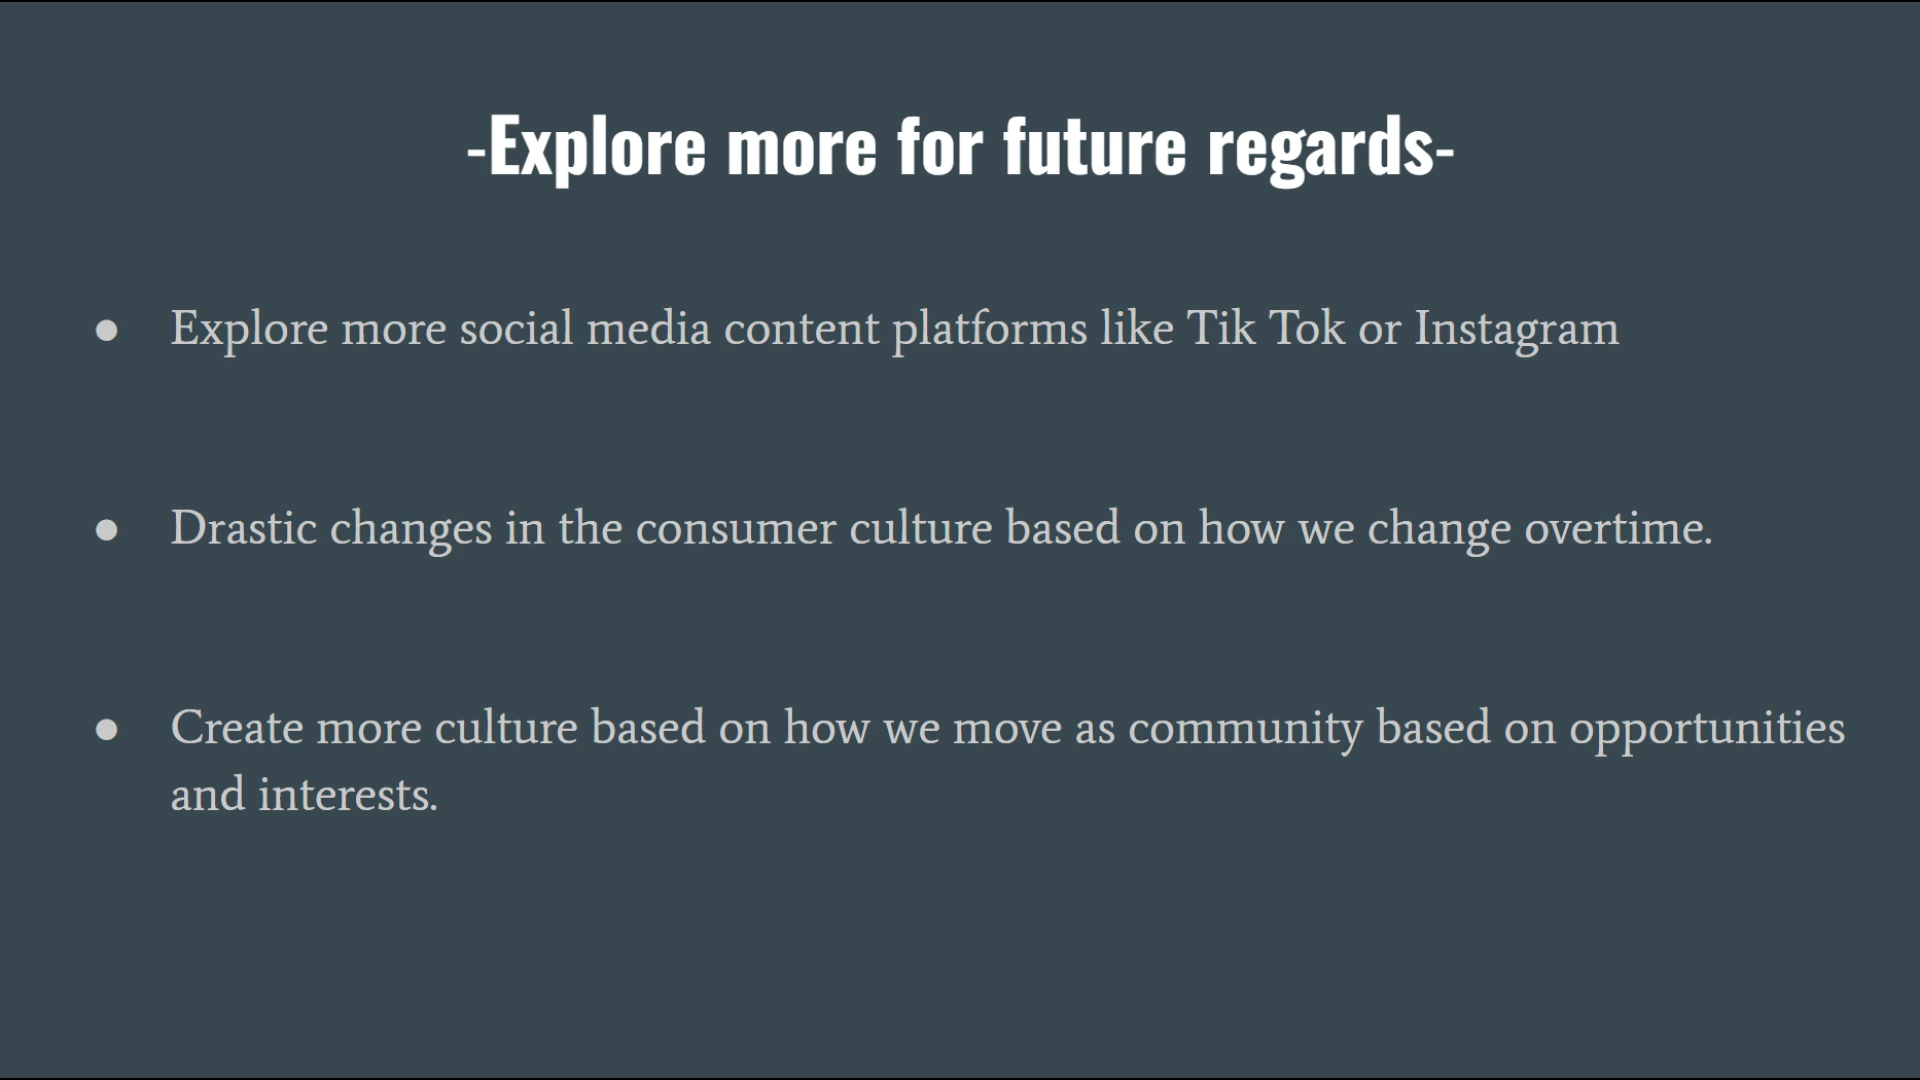 -Explore more for future regards-
● Explore more social media content platforms like Tik Tok or Instagram
● Drastic changes in the consumer culture based on how we change overtime.
● Create more culture based on how we move as community based on opportunities
and interests.